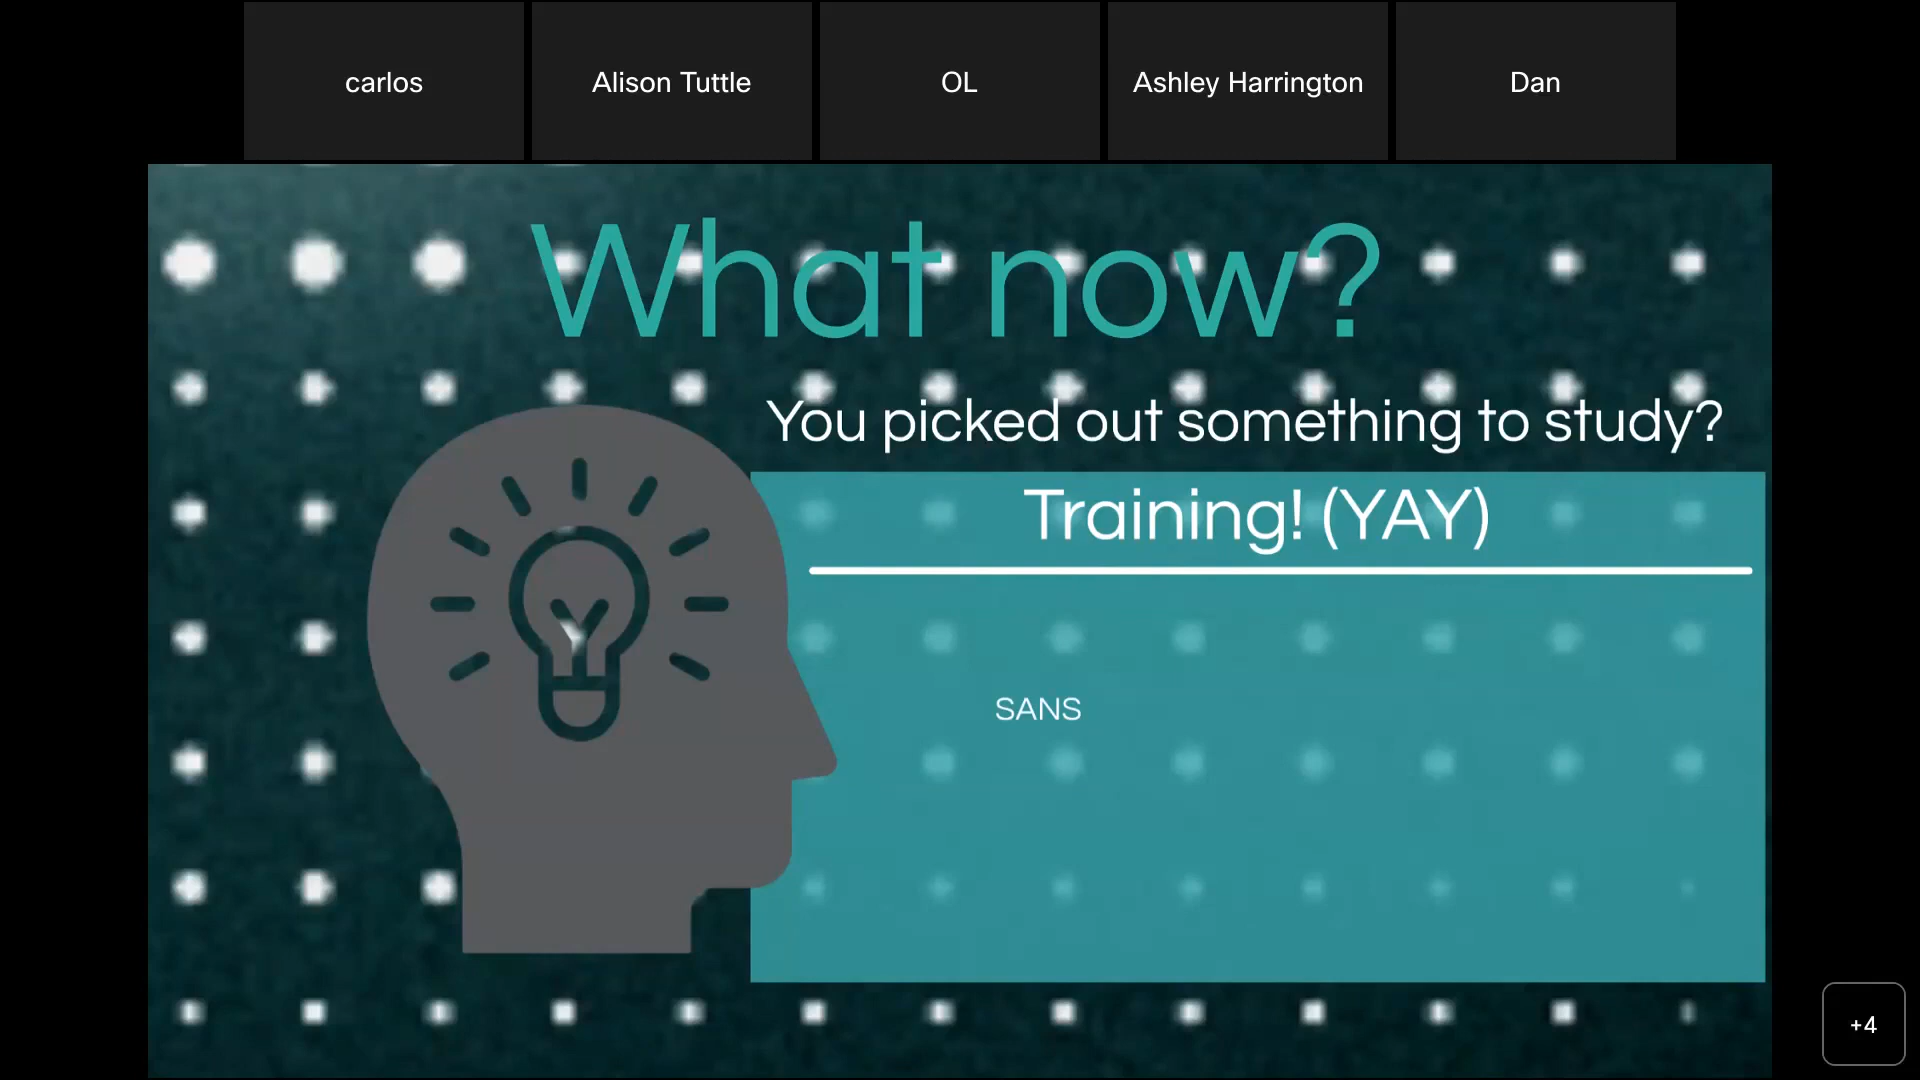 carlos
Alison Tuttle
OL
Ashley Harrington
Dan
What now?
You picked out something to study?
Training! (YAY)
SANS
+4